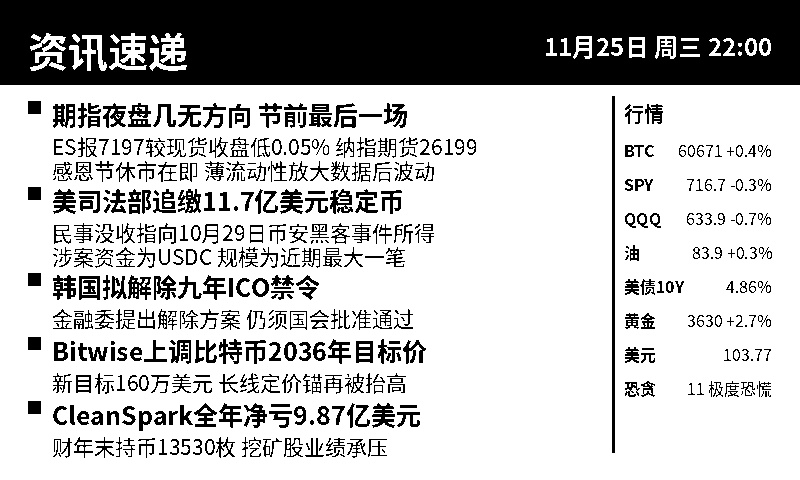 资讯速递
11月25日 周三 22:00
期指夜盘几无方向 节前最后一场
ES报7197较现货收盘低0.05% 纳指期货26199
感恩节休市在即 薄流动性放大数据后波动
美司法部追缴11.7亿美元稳定币
民事没收指向10月29日币安黑客事件所得
涉案资金为USDC 规模为近期最大一笔
韩国拟解除九年ICO禁令
金融委提出解除方案 仍须国会批准通过
Bitwise上调比特币2036年目标价
新目标160万美元 长线定价锚再被抬高
CleanSpark全年净亏9.87亿美元
财年末持币13530枚 挖矿股业绩承压
行情
BTC 60671 +0.4%
SPY 716.7 -0.3%
QQQ 633.9 -0.7%
油 83.9 +0.3%
美债10Y 4.86%
黄金 3630 +2.7%
美元 103.77
恐贪 11 极度恐慌